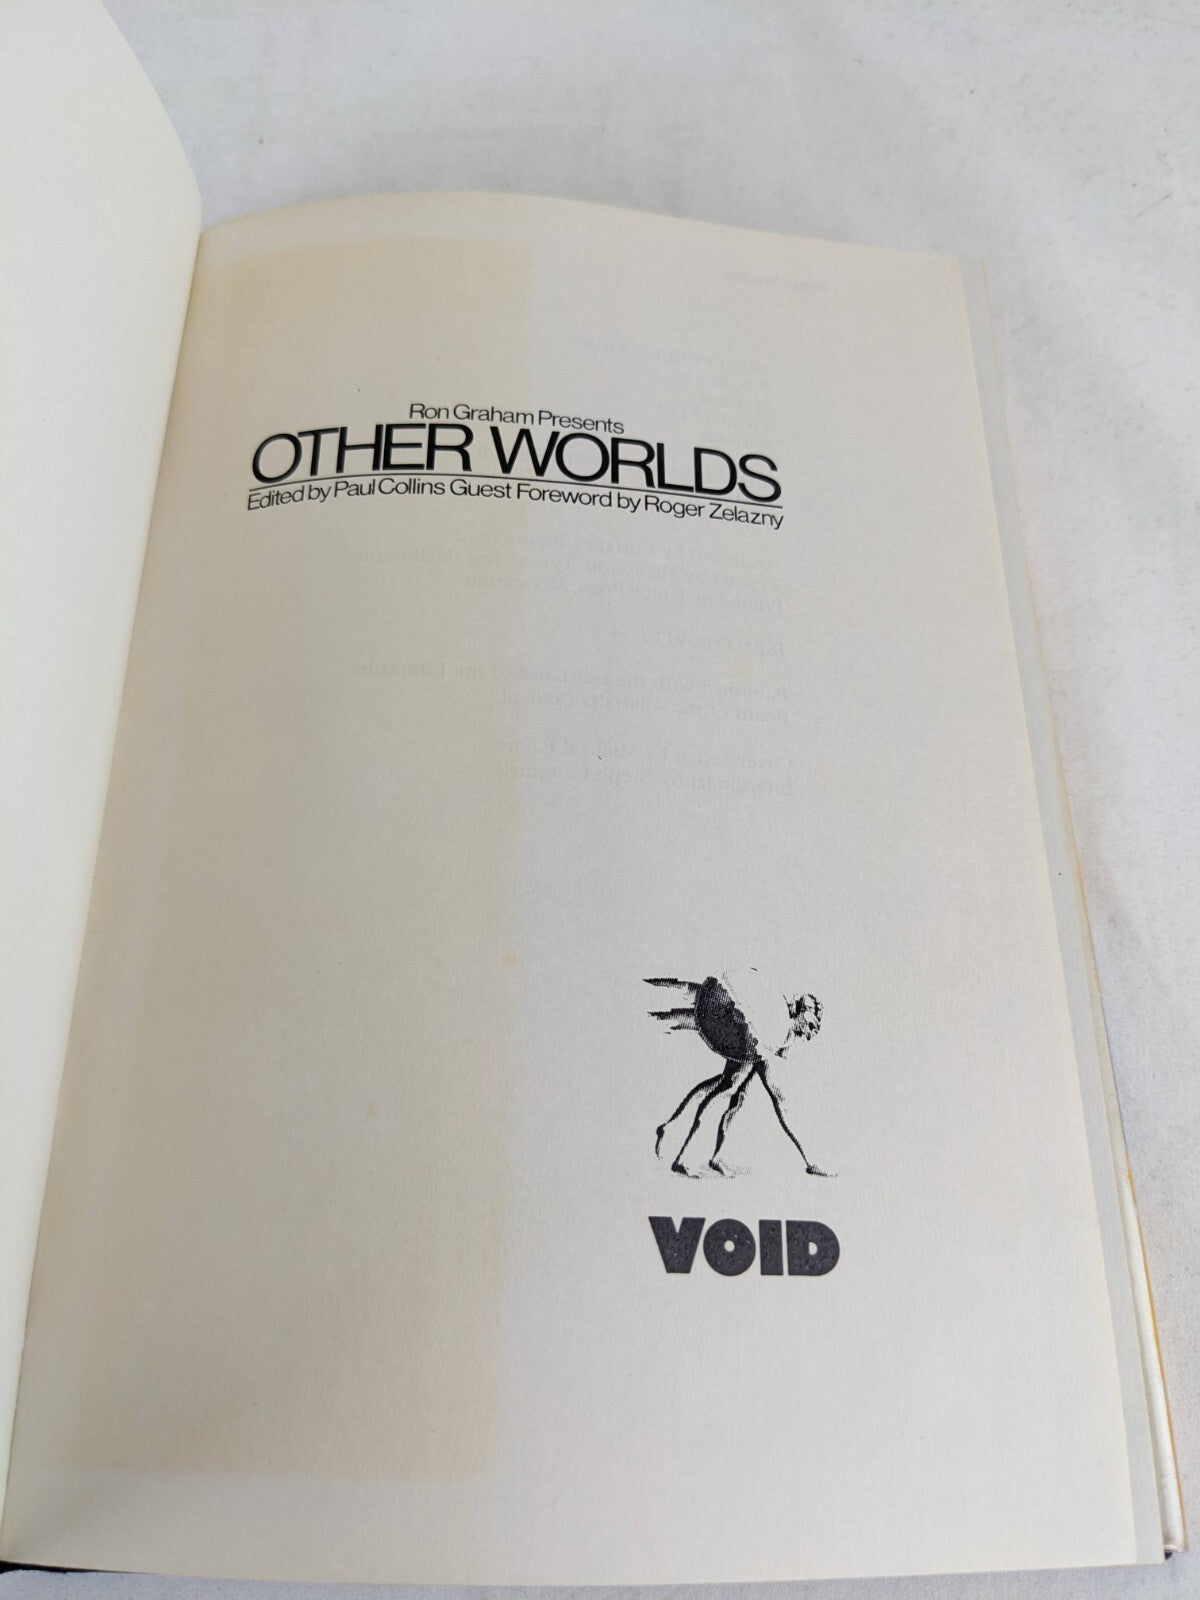 Ron Graham Presents
OTHER WORLDS
Edited by Paul Collins Guest Foreword by Roger Zelazny
VOID